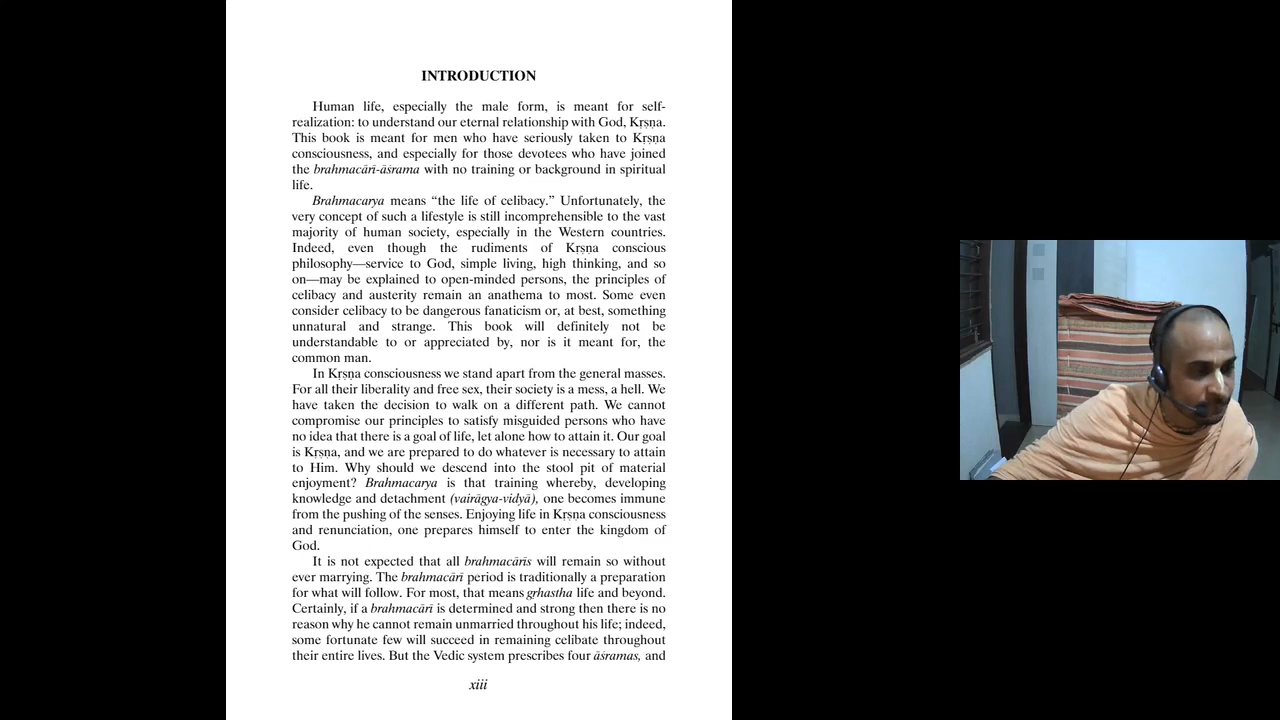 INTRODUCTION
Human life, especially the male form, is meant for self-
realization: to understand our eternal relationship with God, Kṛṣṇa.
This book is meant for men who have seriously taken to Kṛṣṇa
consciousness, and especially for those devotees who have joined
the brahmacārī-āśrama with no training or background in spiritual
life.
Brahmacarya means “the life of celibacy.” Unfortunately, the
very concept of such a lifestyle is still incomprehensible to the vast
majority of human society, especially in the Western countries.
Indeed, even though the rudiments of Kṛṣṇa conscious
philosophy—service to God, simple living, high thinking, and so
on—may be explained to open-minded persons, the principles of
celibacy and austerity remain an anathema to most. Some even
consider celibacy to be dangerous fanaticism or, at best, something
unnatural and strange. This book will definitely not be
understandable to or appreciated by, nor is it meant for, the
common man.
In Kṛṣṇa consciousness we stand apart from the general masses.
For all their liberality and free sex, their society is a mess, a hell. We
have taken the decision to walk on a different path. We cannot
compromise our principles to satisfy misguided persons who have
no idea that there is a goal of life, let alone how to attain it. Our goal
is Kṛṣṇa, and we are prepared to do whatever is necessary to attain
to Him. Why should we descend into the stool pit of material
enjoyment? Brahmacarya is that training whereby, developing
knowledge and detachment (vairāgya-vidyā), one becomes immune
from the pushing of the senses. Enjoying life in Kṛṣṇa consciousness
and renunciation, one prepares himself to enter the kingdom of
God.
It is not expected that all brahmacārīs will remain so without
ever marrying. The brahmacārī period is traditionally a preparation
for what will follow. For most, that means gṛhastha life and beyond.
Certainly, if a brahmacārī is determined and strong then there is no
reason why he cannot remain unmarried throughout his life; indeed,
some fortunate few will succeed in remaining celibate throughout
their entire lives. But the Vedic system prescribes four āśramas, and
xiii